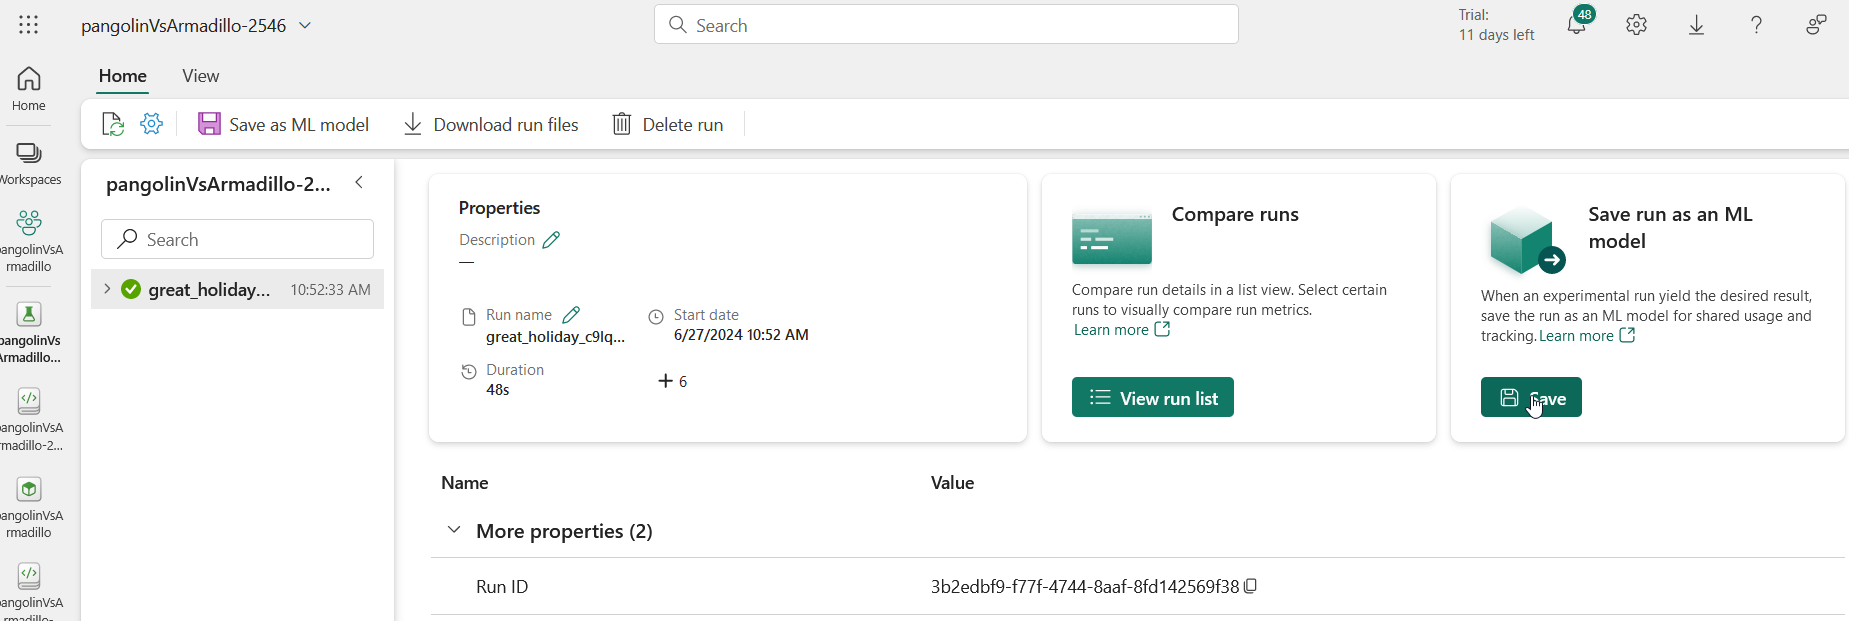 pangolinVsArmadillo-2546
Search
Trial:
11 days left
48
Home
View
Save as ML model
Download run files
Delete run
Home
Workspaces
pangolinVsA
rmadillo
pangolinVs
Armadillo...
pangolinVsA
rmadillo-2...
pangolinVsA
rmadillo
pangolinVsA
rmadillo-
pangolinVsArmadillo-2...
Search
great_holiday...
10:52:33 AM
Properties
Description
—
Run name
great_holiday_c9lq...
Start date
6/27/2024 10:52 AM
Duration
48s
+ 6
Compare runs
Compare run details in a list view. Select certain
runs to visually compare run metrics.
Learn more
View run list
Save run as an ML
model
When an experimental run yield the desired result,
save the run as an ML model for shared usage and
tracking. Learn more
Save
Name
Value
More properties (2)
Run ID
3b2edbf9-f77f-4744-8aaf-8fd142569f38